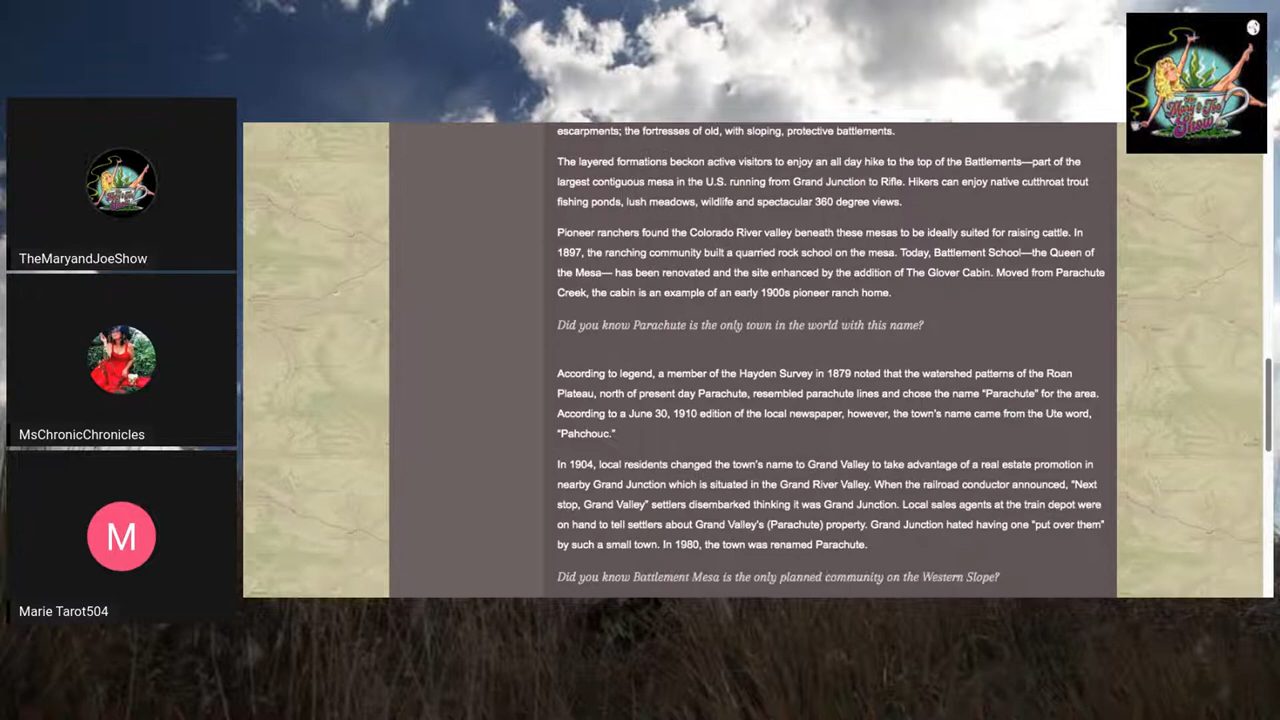 TheMaryandJoeShow
MsChronicChronicles
M
Marie Tarot504
escarpments; the fortresses of old, with sloping, protective battlements.
The layered formations beckon active visitors to enjoy an all day hike to the top of the Battlements—part of the
largest contiguous mesa in the U.S. running from Grand Junction to Rifle. Hikers can enjoy native cutthroat trout
fishing ponds, lush meadows, wildlife and spectacular 360 degree views.
Pioneer ranchers found the Colorado River valley beneath these mesas to be ideally suited for raising cattle. In
1897, the ranching community built a quarried rock school on the mesa. Today, Battlement School—the Queen of
the Mesa— has been renovated and the site enhanced by the addition of The Glover Cabin. Moved from Parachute
Creek, the cabin is an example of an early 1900s pioneer ranch home.
Did you know Parachute is the only town in the world with this name?
According to legend, a member of the Hayden Survey in 1879 noted that the watershed patterns of the Roan
Plateau, north of present day Parachute, resembled parachute lines and chose the name “Parachute” for the area.
According to a June 30, 1910 edition of the local newspaper, however, the town’s name came from the Ute word,
“Pahchouc.”
In 1904, local residents changed the town’s name to Grand Valley to take advantage of a real estate promotion in
nearby Grand Junction which is situated in the Grand River Valley. When the railroad conductor announced, “Next
stop, Grand Valley” settlers disembarked thinking it was Grand Junction. Local sales agents at the train depot were
on hand to tell settlers about Grand Valley’s (Parachute) property. Grand Junction hated having one “put over them”
by such a small town. In 1980, the town was renamed Parachute.
Did you know Battlement Mesa is the only planned community on the Western Slope?
The
Mary & Joe
Show